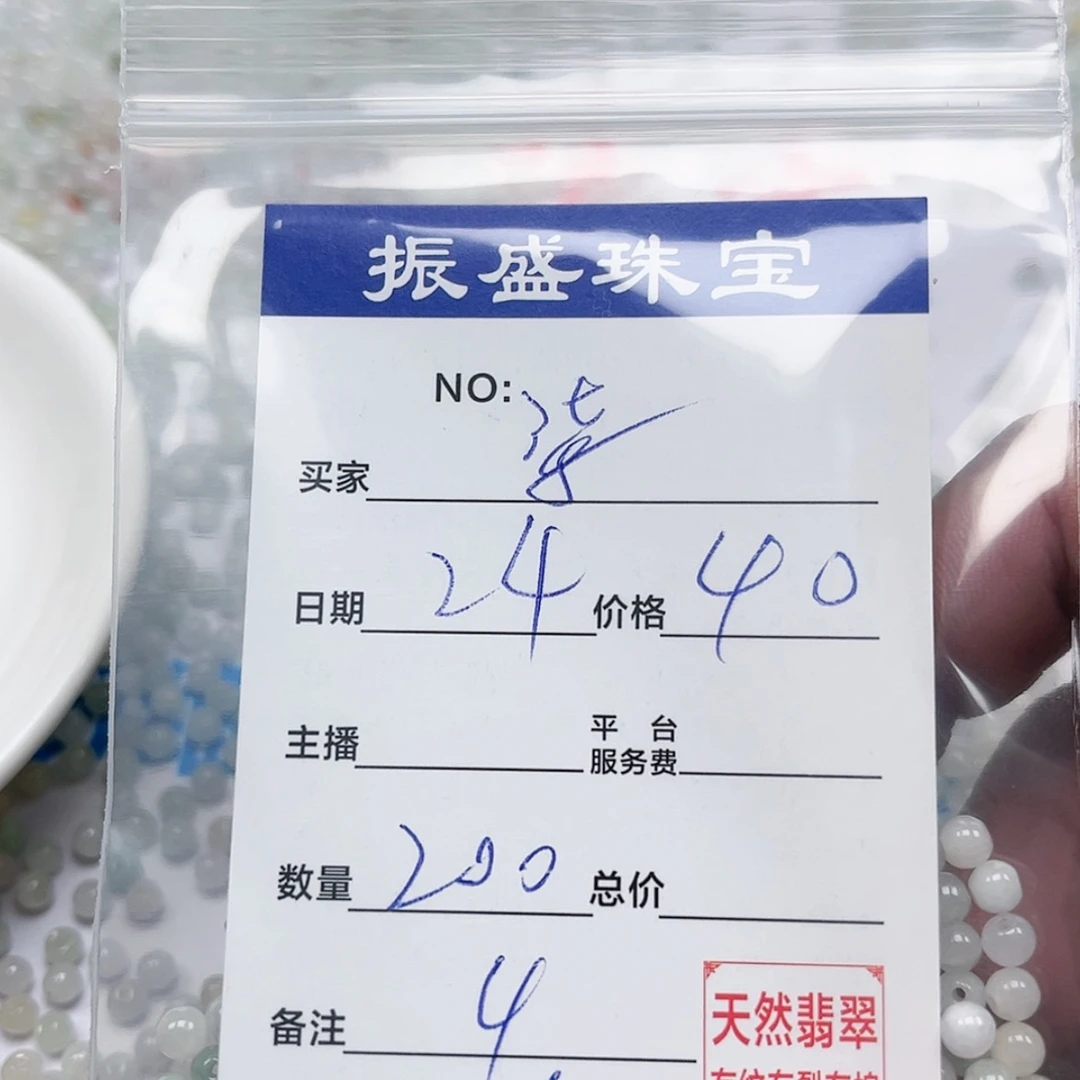 振盛珠宝
NO:
买家
日期 24 价格 40
主播 平台服务费
数量 200 总价
备注 4
天然翡翠